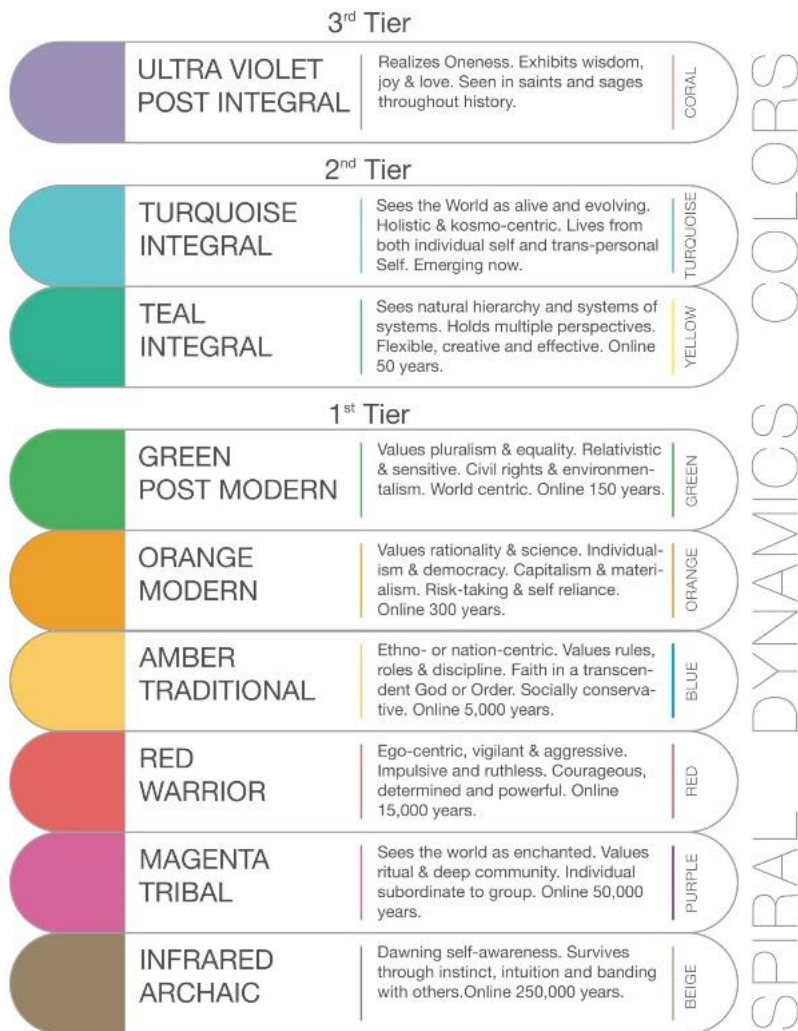 3rd Tier
ULTRA VIOLET
POST INTEGRAL
Realizes Oneness. Exhibits wisdom,
joy & love. Seen in saints and sages
throughout history.
CORAL
2nd Tier
TURQUOISE
INTEGRAL
Sees the World as alive and evolving.
Holistic & kosmo-centric. Lives from
both individual self and trans-personal
Self. Emerging now.
TURQUOISE
TEAL
INTEGRAL
Sees natural hierarchy and systems of
systems. Holds multiple perspectives.
Flexible, creative and effective. Online
50 years.
YELLOW
1st Tier
GREEN
POST MODERN
Values pluralism & equality. Relativistic
& sensitive. Civil rights & environmen-
talism. World centric. Online 150 years.
GREEN
ORANGE
MODERN
Values rationality & science. Individual-
ism & democracy. Capitalism & materi-
alism. Risk-taking & self reliance.
Online 300 years.
ORANGE
AMBER
TRADITIONAL
Ethno- or nation-centric. Values rules,
roles & discipline. Faith in a transcen-
dent God or Order. Socially conserva-
tive. Online 5,000 years.
BLUE
RED
WARRIOR
Ego-centric, vigilant & aggressive.
Impulsive and ruthless. Courageous,
determined and powerful. Online
15,000 years.
RED
MAGENTA
TRIBAL
Sees the world as enchanted. Values
ritual & deep community. Individual
subordinate to group. Online 50,000
years.
PURPLE
INFRARED
ARCHAIC
Dawning self-awareness. Survives
through instinct, intuition and banding
with others.Online 250,000 years.
BEIGE
SPIRAL DYNAMICS COLORS